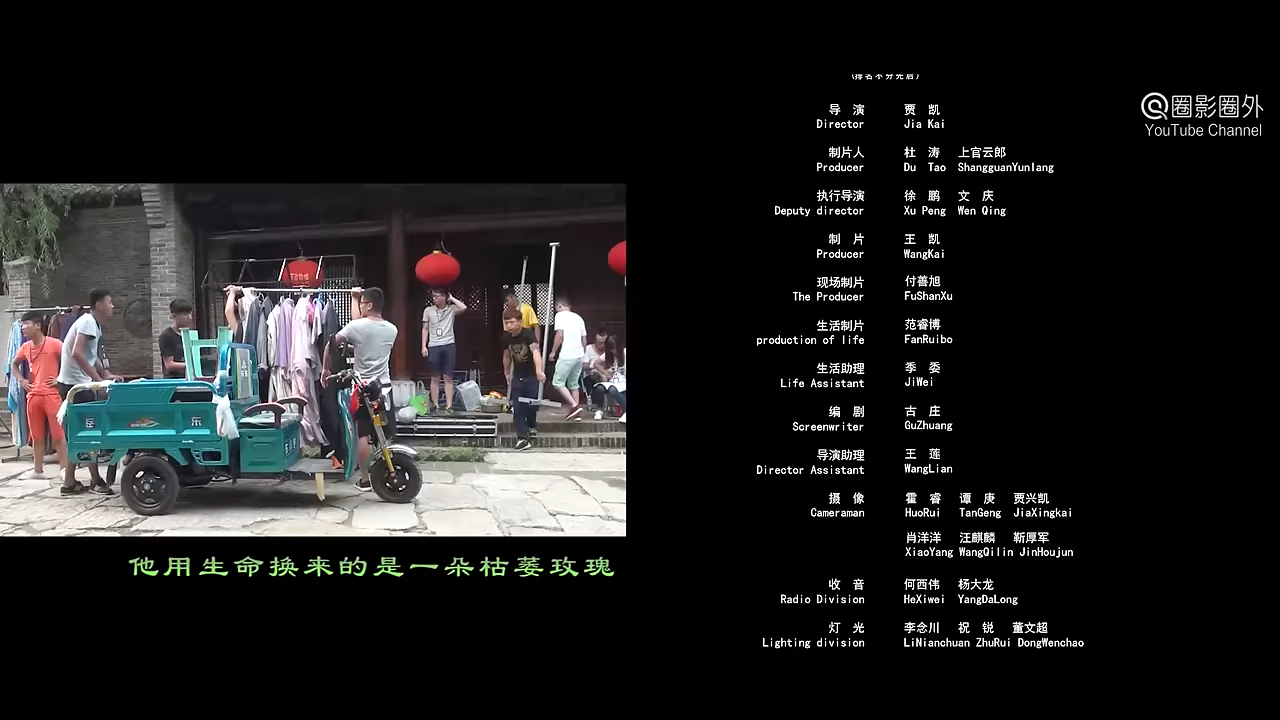 (排名不分先后)
圈影圈外
YouTube Channel
导 演 贾 凯
Director Jia Kai
制片人 杜 涛 上官云郎
Producer Du Tao ShangguanYunlang
执行导演 徐 鹏 文 庆
Deputy director Xu Peng Wen Qing
制 片 王 凯
Producer WangKai
现场制片 付善旭
The Producer FuShanXu
生活制片 范睿博
production of life FanRuibo
生活助理 季 委
Life Assistant JiWei
编 剧 古 庄
Screenwriter GuZhuang
导演助理 王 莲
Director Assistant WangLian
摄 像 霍 睿 谭 庚 贾兴凯
Cameraman HuoRui TanGeng JiaXingkai
肖洋洋 汪麒麟 靳厚军
XiaoYang WangQilin JinHoujun
收 音 何西伟 杨大龙
Radio Division HeXiwei YangDaLong
灯 光 李念川 祝 锐 董文超
Lighting division LiNianchuan ZhuRui DongWenchao
他用生命换来的是一朵枯萎玫瑰